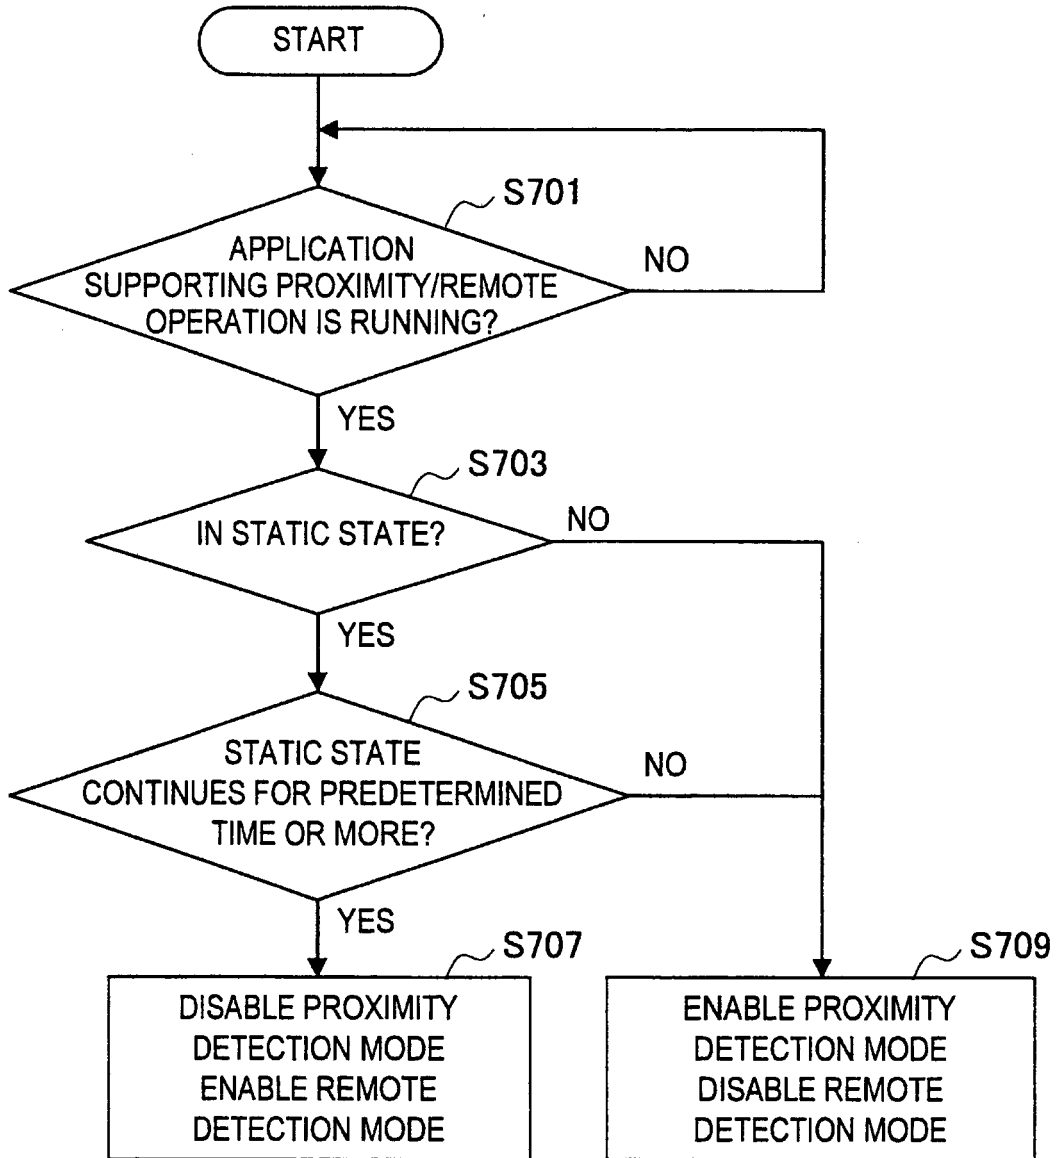 START
S701
APPLICATION
SUPPORTING PROXIMITY/REMOTE
OPERATION IS RUNNING?
NO
YES
S703
IN STATIC STATE?
NO
YES
S705
STATIC STATE
CONTINUES FOR PREDETERMINED
TIME OR MORE?
NO
YES
S707
DISABLE PROXIMITY
DETECTION MODE
ENABLE REMOTE
DETECTION MODE
S709
ENABLE PROXIMITY
DETECTION MODE
DISABLE REMOTE
DETECTION MODE